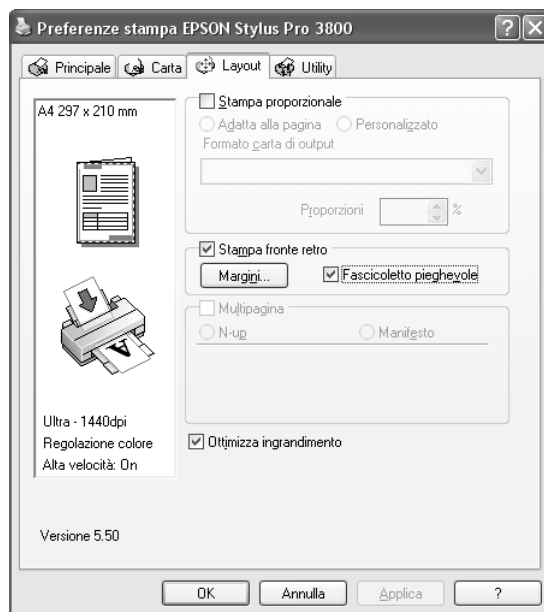 Preferenze stampa EPSON Stylus Pro 3800
Principale Carta Layout Utility
A4 297 x 210 mm
Ultra - 1440dpi
Regolazione colore
Alta velocità: On
Stampa proporzionale
Adatta alla pagina Personalizzato
Formato carta di output
Proporzioni %
Stampa fronte retro
Margini... Fascicoletto pieghevole
Multipagina
N-up Manifesto
Ottimizza ingrandimento
Versione 5.50
OK Annulla Applica ?